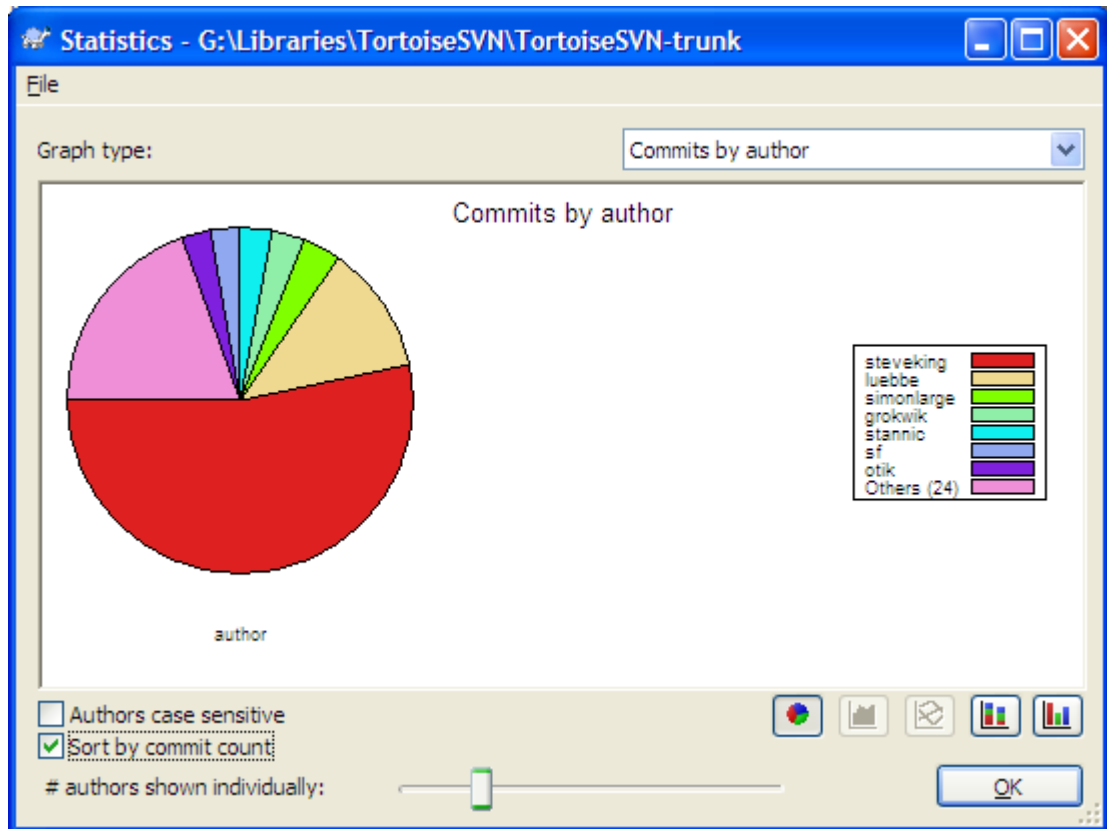 Statistics - G:\Libraries\TortoiseSVN\TortoiseSVN-trunk
File
Graph type:
Commits by author
Commits by author
steveking
luebbe
simonlarge
grokwik
stannic
sf
otik
Others (24)
author
Authors case sensitive
Sort by commit count
# authors shown individually:
OK